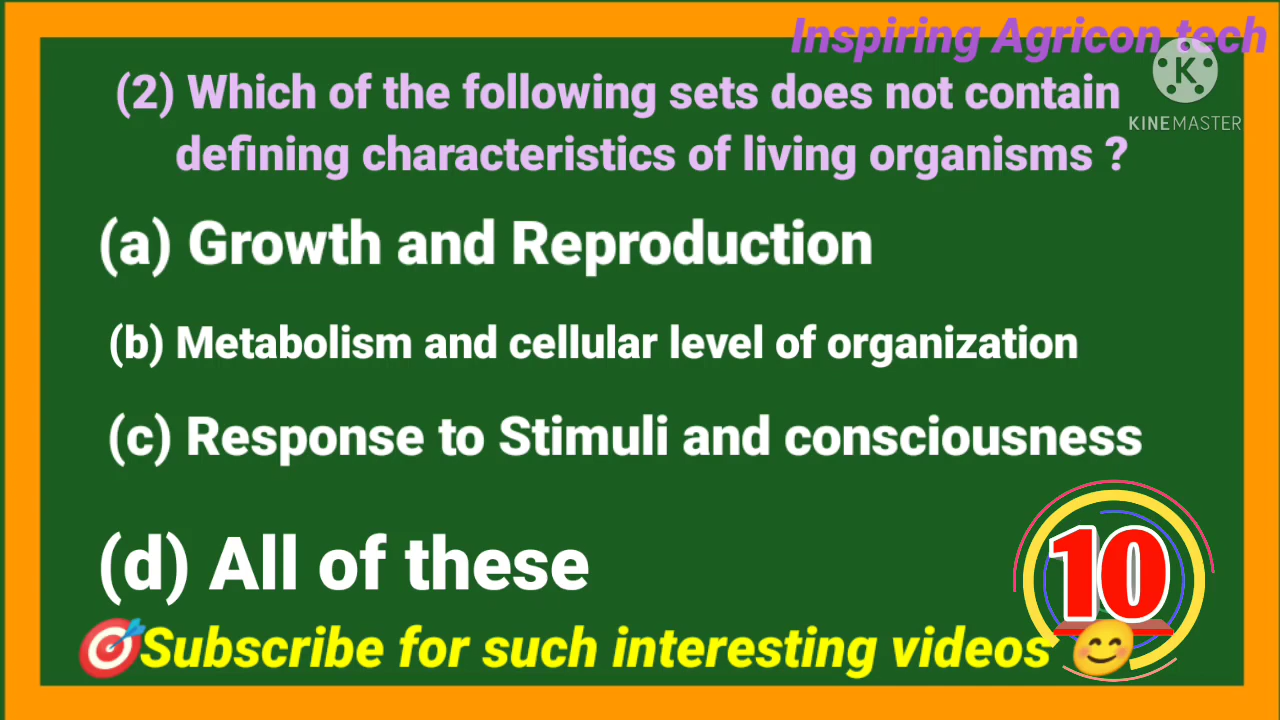 Inspiring Agricon tech
KINEMASTER
(2) Which of the following sets does not contain
defining characteristics of living organisms ?
(a) Growth and Reproduction
(b) Metabolism and cellular level of organization
(c) Response to Stimuli and consciousness
(d) All of these
10
🎯Subscribe for such interesting videos 😊